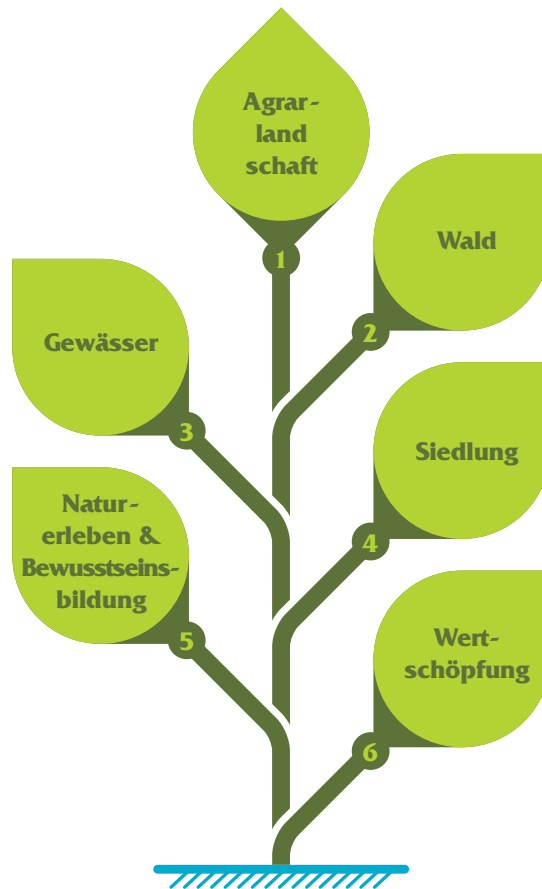 Agrar-
land
schaft
1
Wald
2
Gewässer
3
Siedlung
4
Natur-
erleben &
Bewusstseins-
bildung
5
Wert-
schöpfung
6